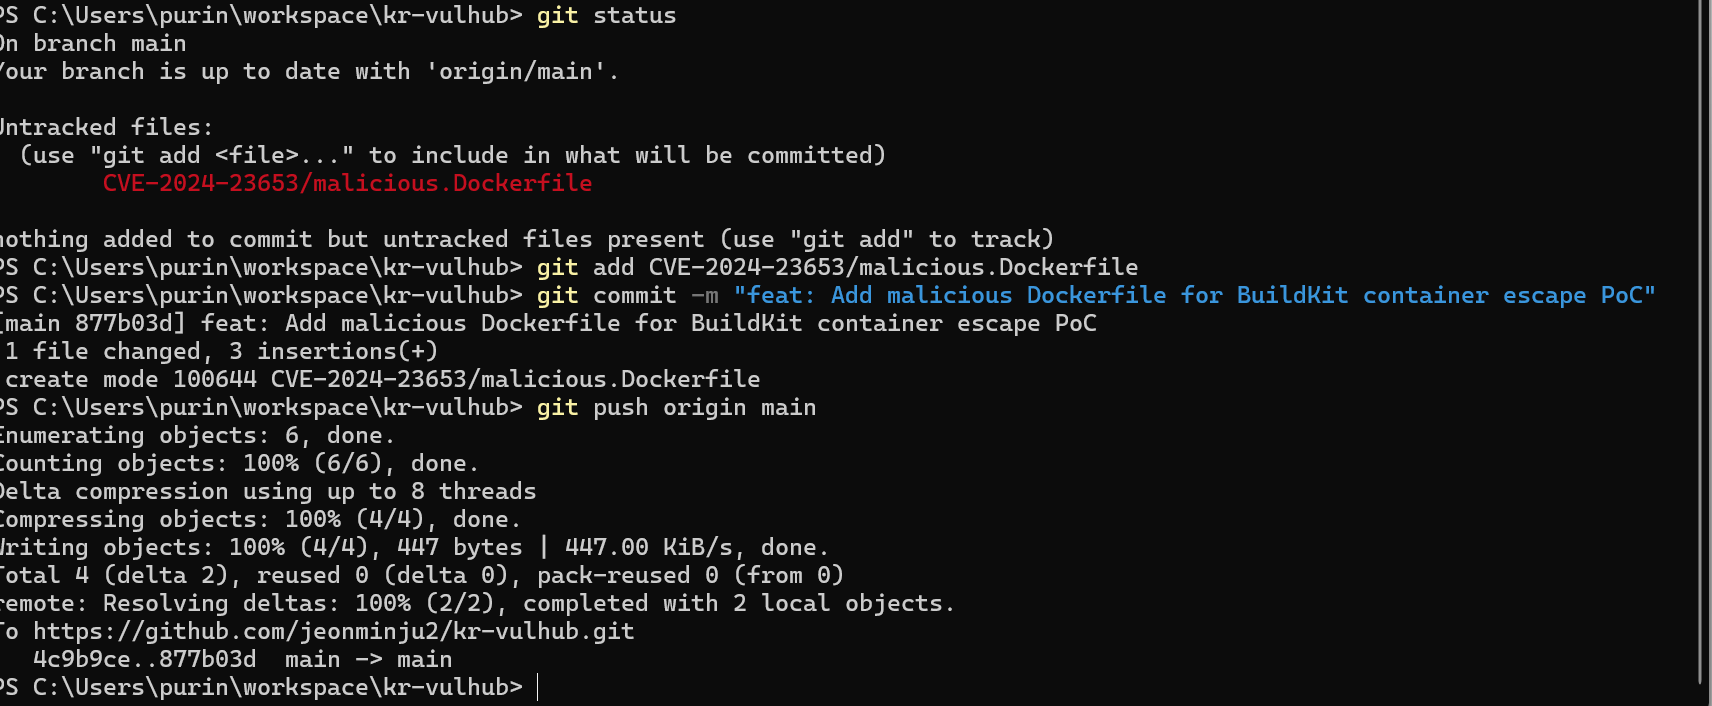 PS C:\Users\purin\workspace\kr-vulhub> git status
On branch main
Your branch is up to date with 'origin/main'.

Untracked files:
  (use "git add <file>..." to include in what will be committed)
        CVE-2024-23653/malicious.Dockerfile

nothing added to commit but untracked files present (use "git add" to track)
PS C:\Users\purin\workspace\kr-vulhub> git add CVE-2024-23653/malicious.Dockerfile
PS C:\Users\purin\workspace\kr-vulhub> git commit -m "feat: Add malicious Dockerfile for BuildKit container escape PoC"
[main 877b03d] feat: Add malicious Dockerfile for BuildKit container escape PoC
 1 file changed, 3 insertions(+)
 create mode 100644 CVE-2024-23653/malicious.Dockerfile
PS C:\Users\purin\workspace\kr-vulhub> git push origin main
Enumerating objects: 6, done.
Counting objects: 100% (6/6), done.
Delta compression using up to 8 threads
Compressing objects: 100% (4/4), done.
Writing objects: 100% (4/4), 447 bytes | 447.00 KiB/s, done.
Total 4 (delta 2), reused 0 (delta 0), pack-reused 0 (from 0)
remote: Resolving deltas: 100% (2/2), completed with 2 local objects.
To https://github.com/jeonminju2/kr-vulhub.git
   4c9b9ce..877b03d  main -> main
PS C:\Users\purin\workspace\kr-vulhub>